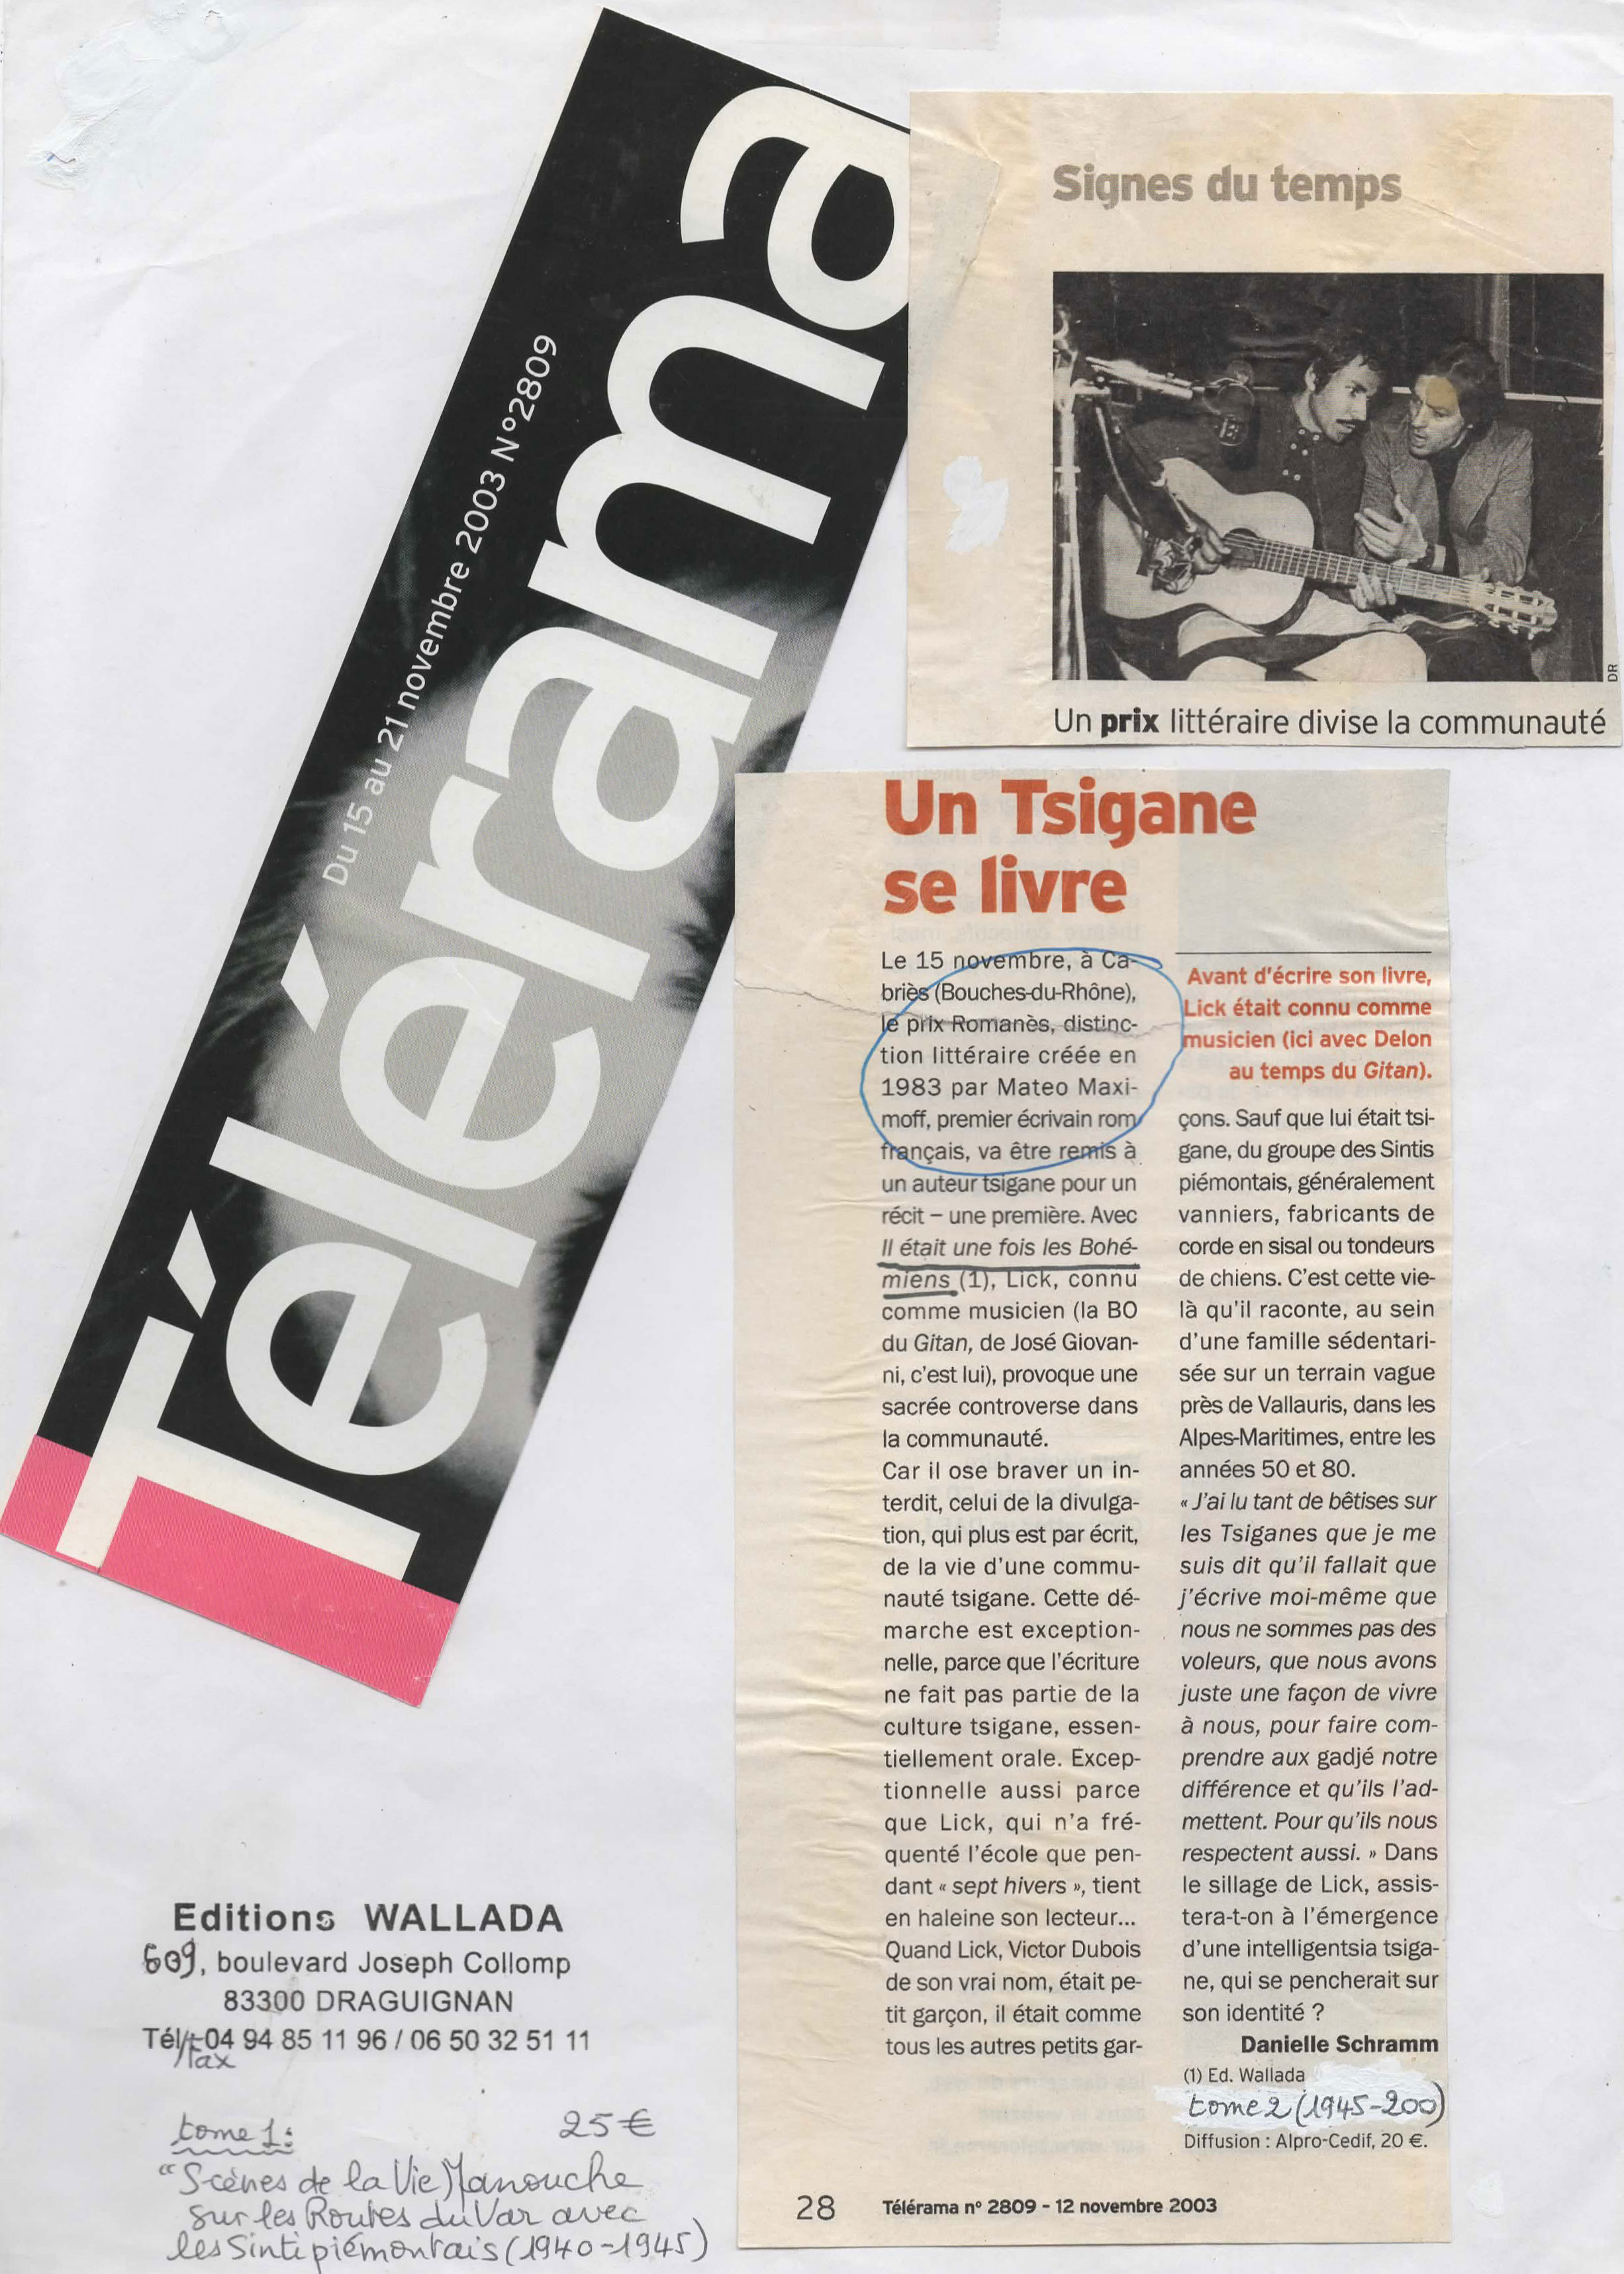 Télérama
Du 15 au 21 novembre 2003 N°2809
Signes du temps
DR
Un prix littéraire divise la communauté
Un Tsigane
se livre
Le 15 novembre, à Ca-
briès (Bouches-du-Rhône),
le prix Romanès, distinc-
tion littéraire créée en
1983 par Mateo Maxi-
moff, premier écrivain rom
français, va être remis à
un auteur tsigane pour un
récit – une première. Avec
Il était une fois les Bohé-
miens (1), Lick, connu
comme musicien (la BO
du Gitan, de José Giovan-
ni, c'est lui), provoque une
sacrée controverse dans
la communauté.
Car il ose braver un in-
terdit, celui de la divulga-
tion, qui plus est par écrit,
de la vie d'une commu-
nauté tsigane. Cette dé-
marche est exception-
nelle, parce que l'écriture
ne fait pas partie de la
culture tsigane, essen-
tiellement orale. Excep-
tionnelle aussi parce
que Lick, qui n'a fré-
quenté l'école que pen-
dant « sept hivers », tient
en haleine son lecteur...
Quand Lick, Victor Dubois
de son vrai nom, était pe-
tit garçon, il était comme
tous les autres petits gar-
Avant d'écrire son livre,
Lick était connu comme
musicien (ici avec Delon
au temps du Gitan).
çons. Sauf que lui était tsi-
gane, du groupe des Sintis
piémontais, généralement
vanniers, fabricants de
corde en sisal ou tondeurs
de chiens. C'est cette vie-
là qu'il raconte, au sein
d'une famille sédentari-
sée sur un terrain vague
près de Vallauris, dans les
Alpes-Maritimes, entre les
années 50 et 80.
« J'ai lu tant de bêtises sur
les Tsiganes que je me
suis dit qu'il fallait que
j'écrive moi-même que
nous ne sommes pas des
voleurs, que nous avons
juste une façon de vivre
à nous, pour faire com-
prendre aux gadjé notre
différence et qu'ils l'ad-
mettent. Pour qu'ils nous
respectent aussi. » Dans
le sillage de Lick, assis-
tera-t-on à l'émergence
d'une intelligentsia tsiga-
ne, qui se pencherait sur
son identité ?
Danielle Schramm
(1) Ed. Wallada
tome 2 (1945-200)
Diffusion : Alpro-Cedif, 20 €.
28 Télérama n° 2809 - 12 novembre 2003
Editions WALLADA
609, boulevard Joseph Collomp
83300 DRAGUIGNAN
Tél/ 04 94 85 11 96 / 06 50 32 51 11
fax
tome 1: 25€
"Scènes de la Vie Manouche
sur les Routes du Var avec
les Sinti piémontais (1940-1945)